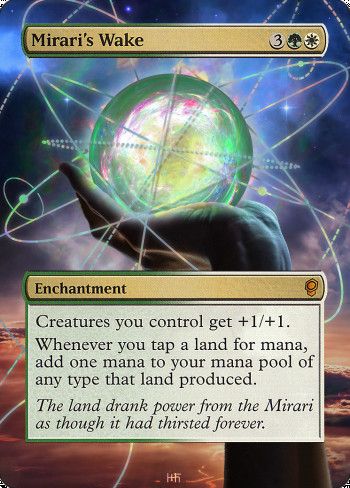 Mirari's Wake 3
Enchantment
Creatures you control get +1/+1.
Whenever you tap a land for mana,
add one mana to your mana pool of
any type that land produced.
The land drank power from the Mirari
as though it had thirsted forever.